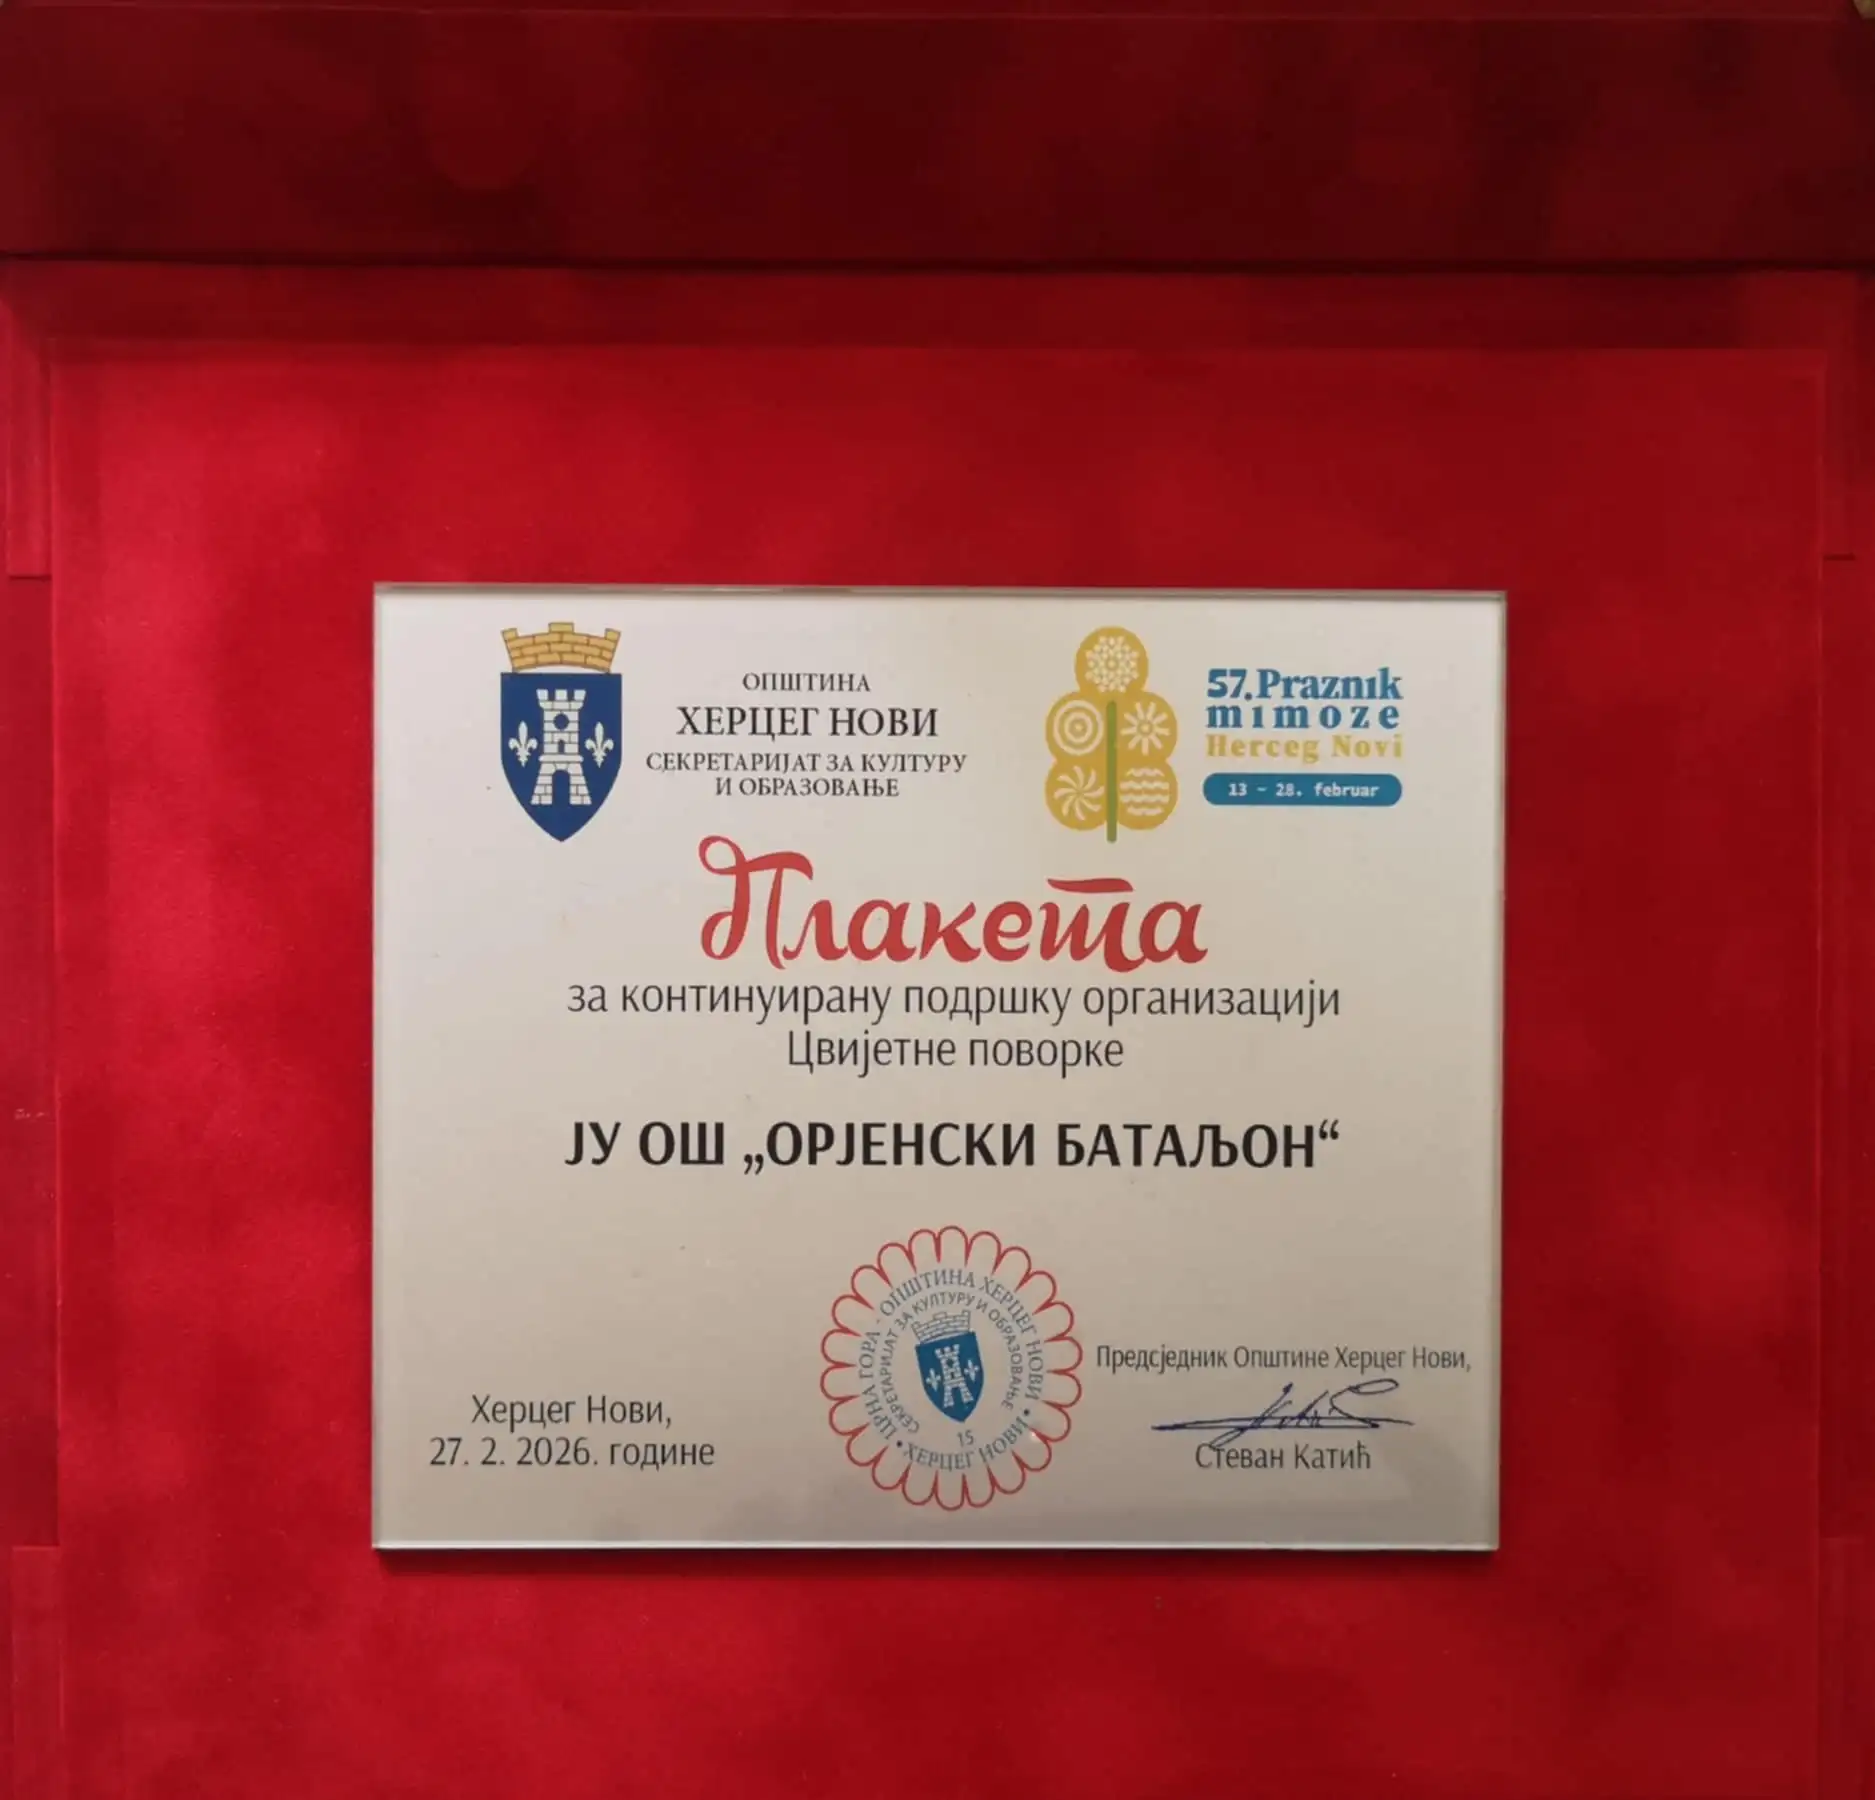 ОПШТИНА
ХЕРЦЕГ НОВИ
СЕКРЕТАРИЈАТ ЗА КУЛТУРУ
И ОБРАЗОВАЊЕ
57. Praznik
mimoze
Herceg Novi
13 - 28. februar
Плакета
за континуирану подршку организацији
Цвијетне поворке
ЈУ ОШ „ОРЈЕНСКИ БАТАЉОН“
ЦРНА ГОРА - ОПШТИНА ХЕРЦЕГ НОВИ • ХЕРЦЕГ НОВИ •
СЕКРЕТАРИЈАТ ЗА КУЛТУРУ И ОБРАЗОВАЊЕ
15
Херцег Нови,
27. 2. 2026. године
Предсједник Општине Херцег Нови,
Стеван Катић